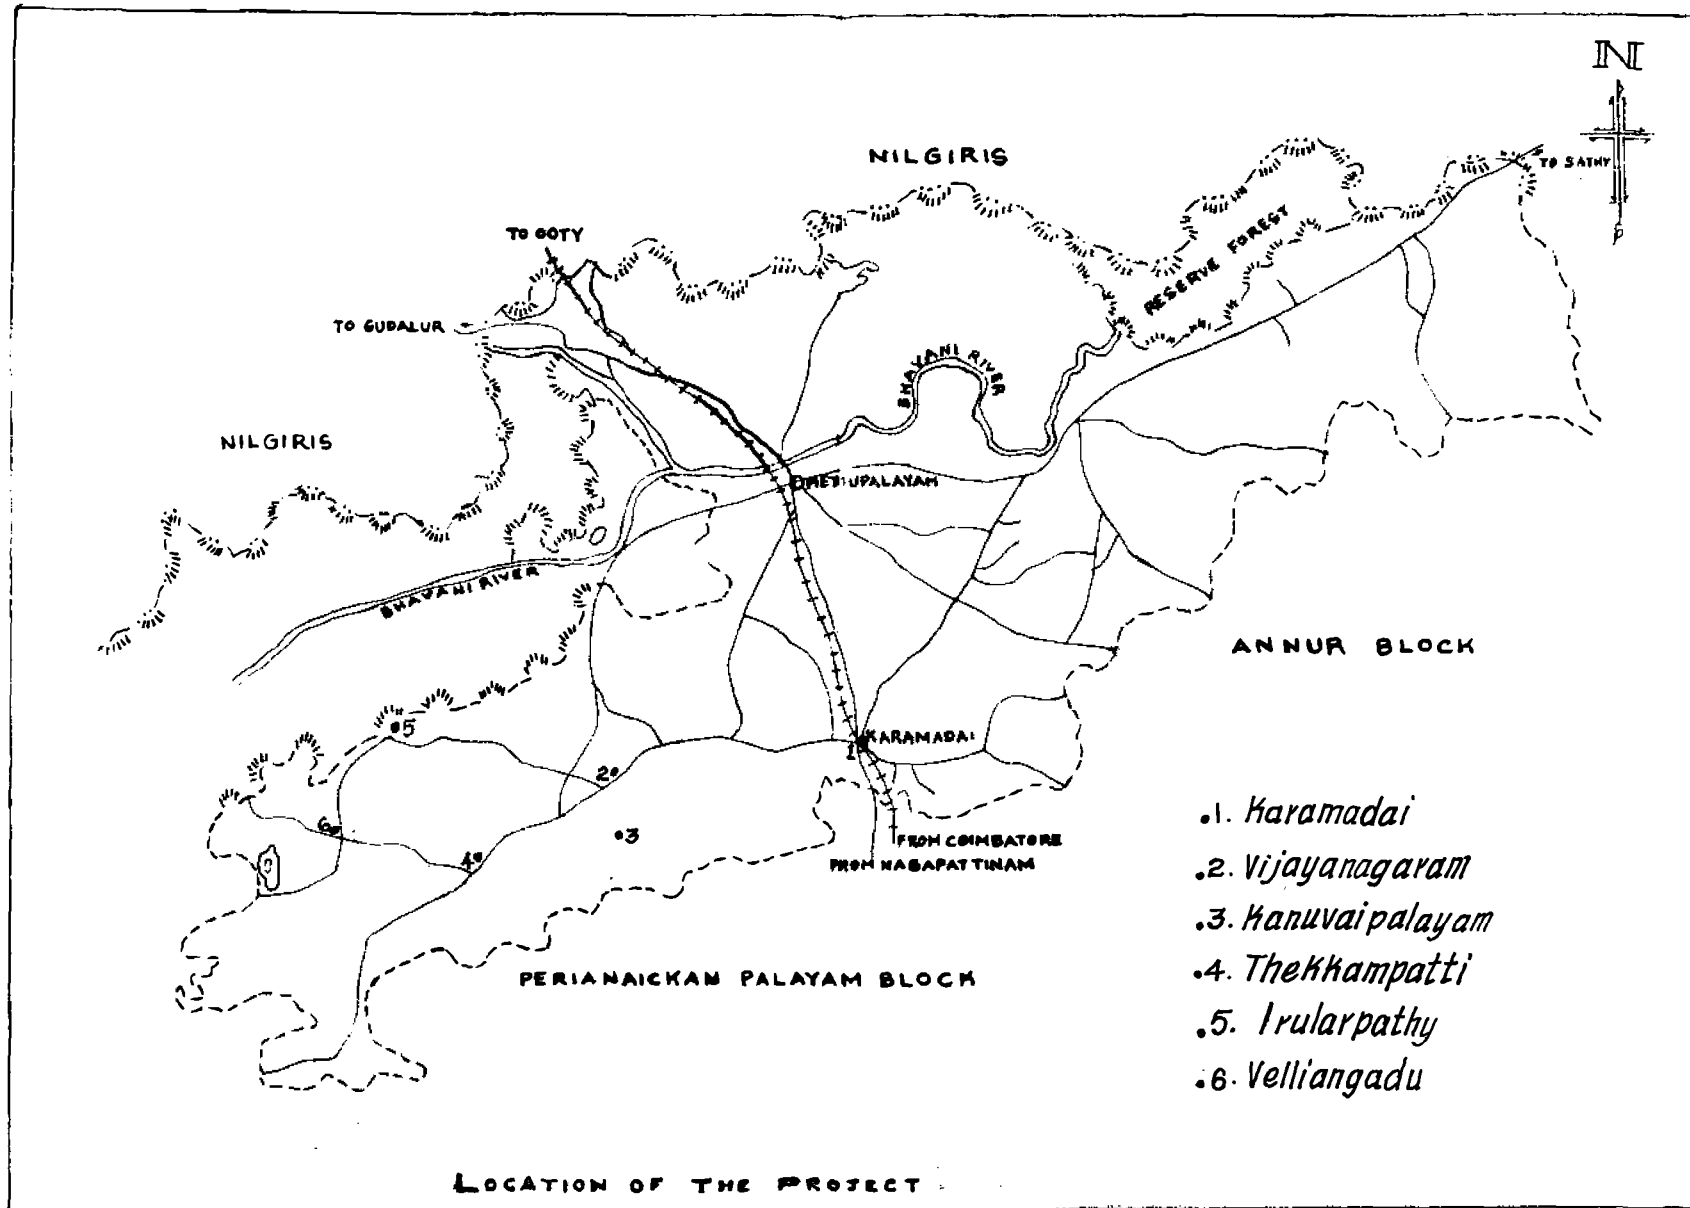 N
NILGIRIS
TO SATHY
RESERVE FOREST
TO OOTY
TO GUDALUR
BHAVANI RIVER
NILGIRIS
METTUPALAYAM
BHAVANI RIVER
ANNUR BLOCK
5
KARAMADAI
1
2
6
3
4
FROM COIMBATORE
FROM NAGAPATTINAM
PERIANAICKAN PALAYAM BLOCK
.1. Karamadai
.2. Vijayanagaram
.3. Kanuvaipalayam
.4. Thekkampatti
.5. Irularpathy
.6. Velliangadu
LOCATION OF THE PROJECT